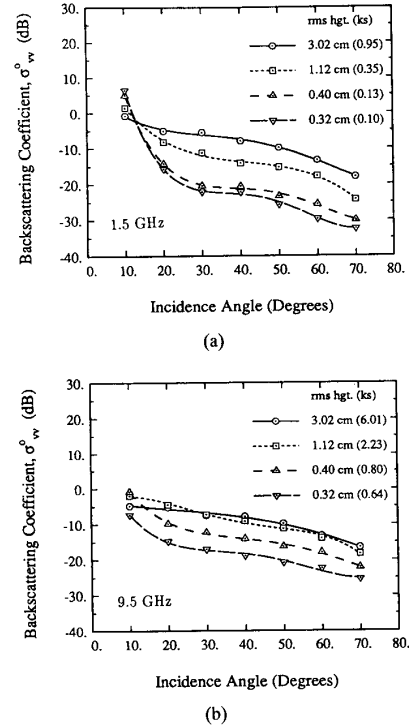 30.
20.
10.
0.
-10.
-20.
-30.
-40.
Backscattering Coefficient, σ°vv (dB)
rms hgt. (ks)
3.02 cm (0.95)
1.12 cm (0.35)
0.40 cm (0.13)
0.32 cm (0.10)
1.5 GHz
0. 10. 20. 30. 40. 50. 60. 70. 80.
Incidence Angle (Degrees)
(a)
30.
20.
10.
0.
-10.
-20.
-30.
-40.
Backscattering Coefficient, σ°vv (dB)
rms hgt. (ks)
3.02 cm (6.01)
1.12 cm (2.23)
0.40 cm (0.80)
0.32 cm (0.64)
9.5 GHz
0. 10. 20. 30. 40. 50. 60. 70. 80.
Incidence Angle (Degrees)
(b)